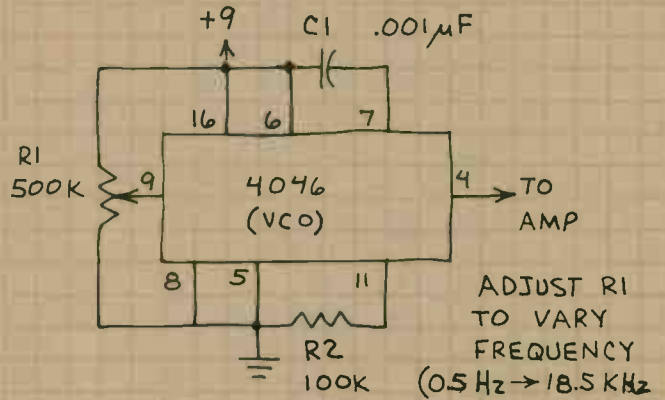 +9
C1 .001µF
16 6 7
R1
500K
9 4046 4 TO
(VCO) AMP
8 5 11
ADJUST R1
TO VARY
R2 FREQUENCY
100K (0.5 Hz → 18.5 KHz